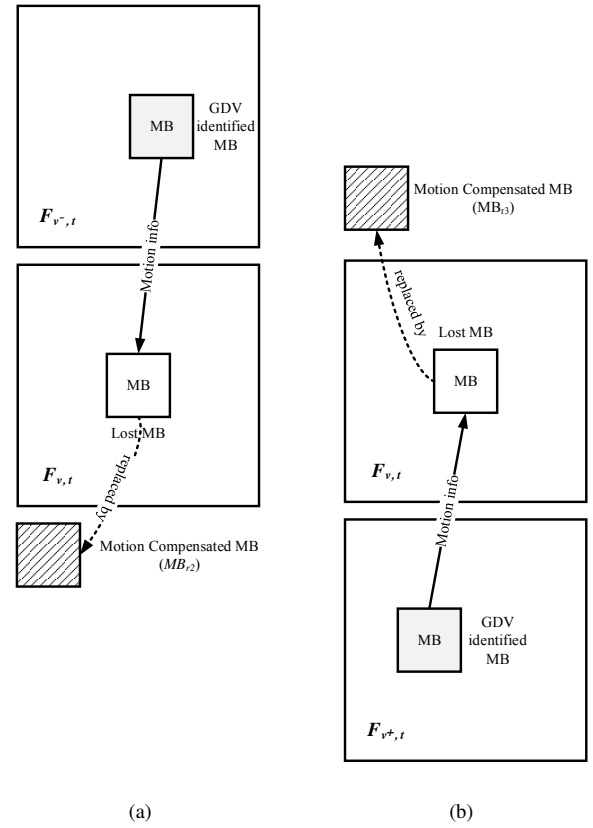 MB
GDV
identified
MB
F_{v^-, t}
Motion info
MB
Lost MB
F_{v, t}
replaced by
Motion Compensated MB
(MB_{r2})
(a)
Motion Compensated MB
(MB_{r3})
replaced by
Lost MB
MB
F_{v, t}
Motion info
MB
GDV
identified
MB
F_{v^+, t}
(b)